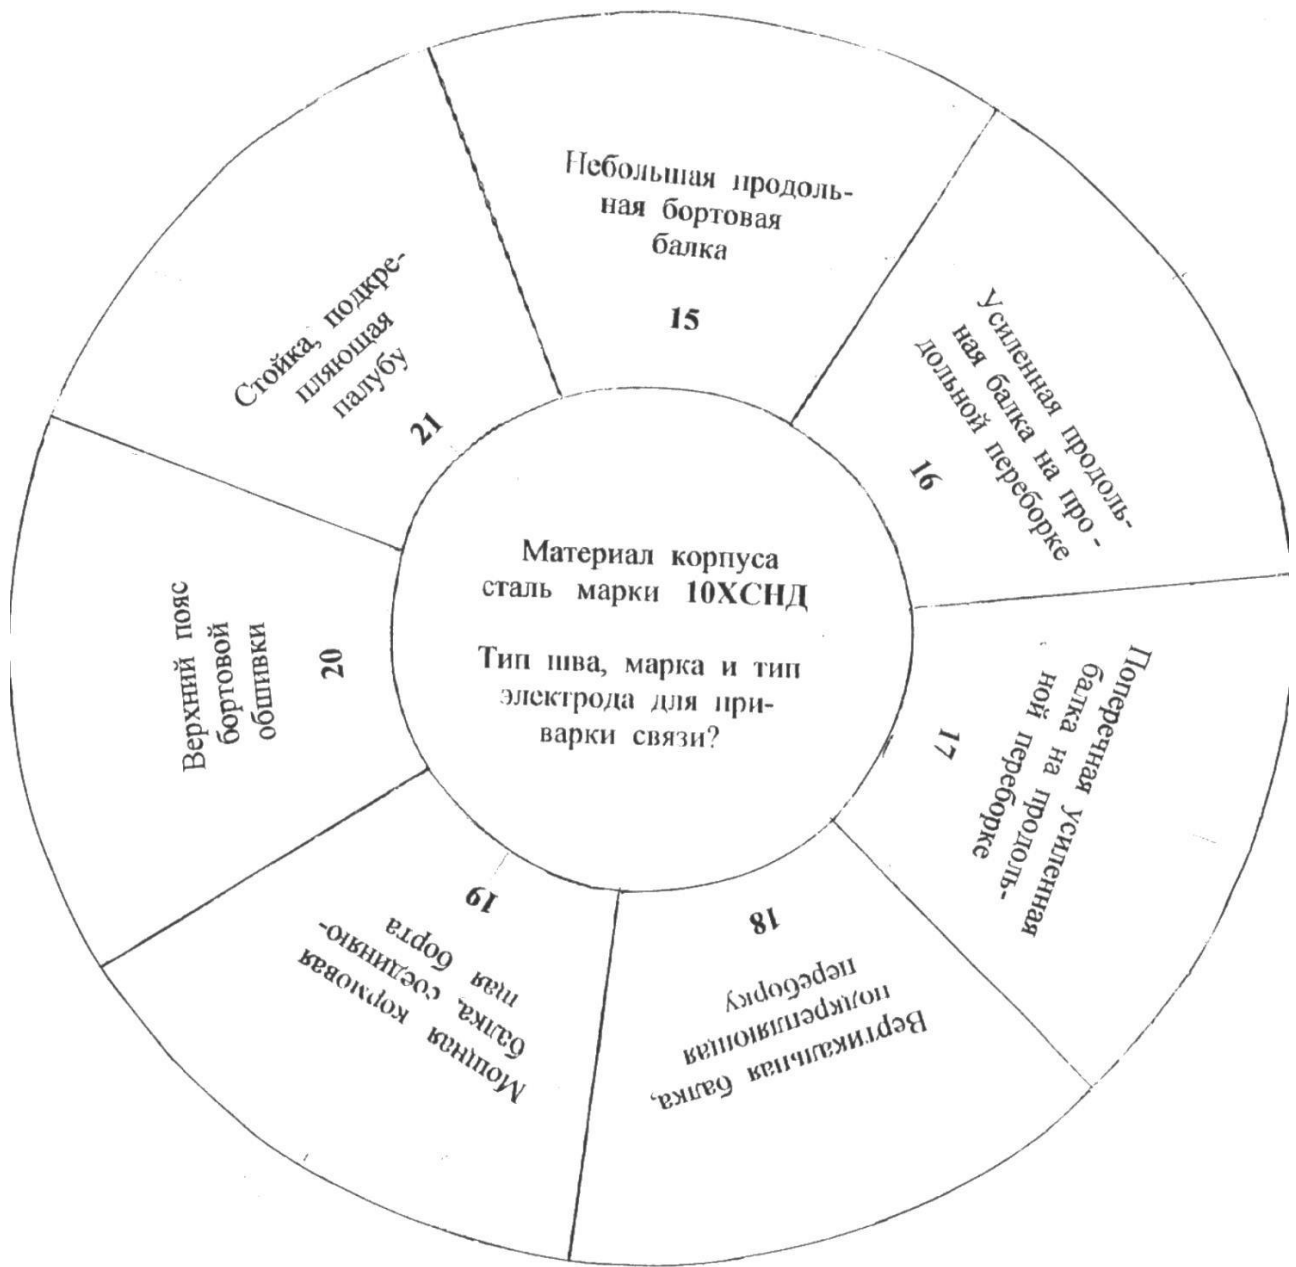 Небольшая продоль-
ная бортовая
балка
15
Усиленная продоль-
ная балка на про-
дольной переборке
16
Поперечная усиленная
балка на продоль-
ной переборке
17
Вертикальная балка,
подкрепляющая
переборку
18
Мощная кормовая
балка, соединяю-
щая борта
19
Верхний пояс
бортовой
обшивки
20
Стойка, подкре-
пляющая
палубу
21
Материал корпуса
сталь марки 10ХСНД
Тип шва, марка и тип
электрода для при-
варки связи?